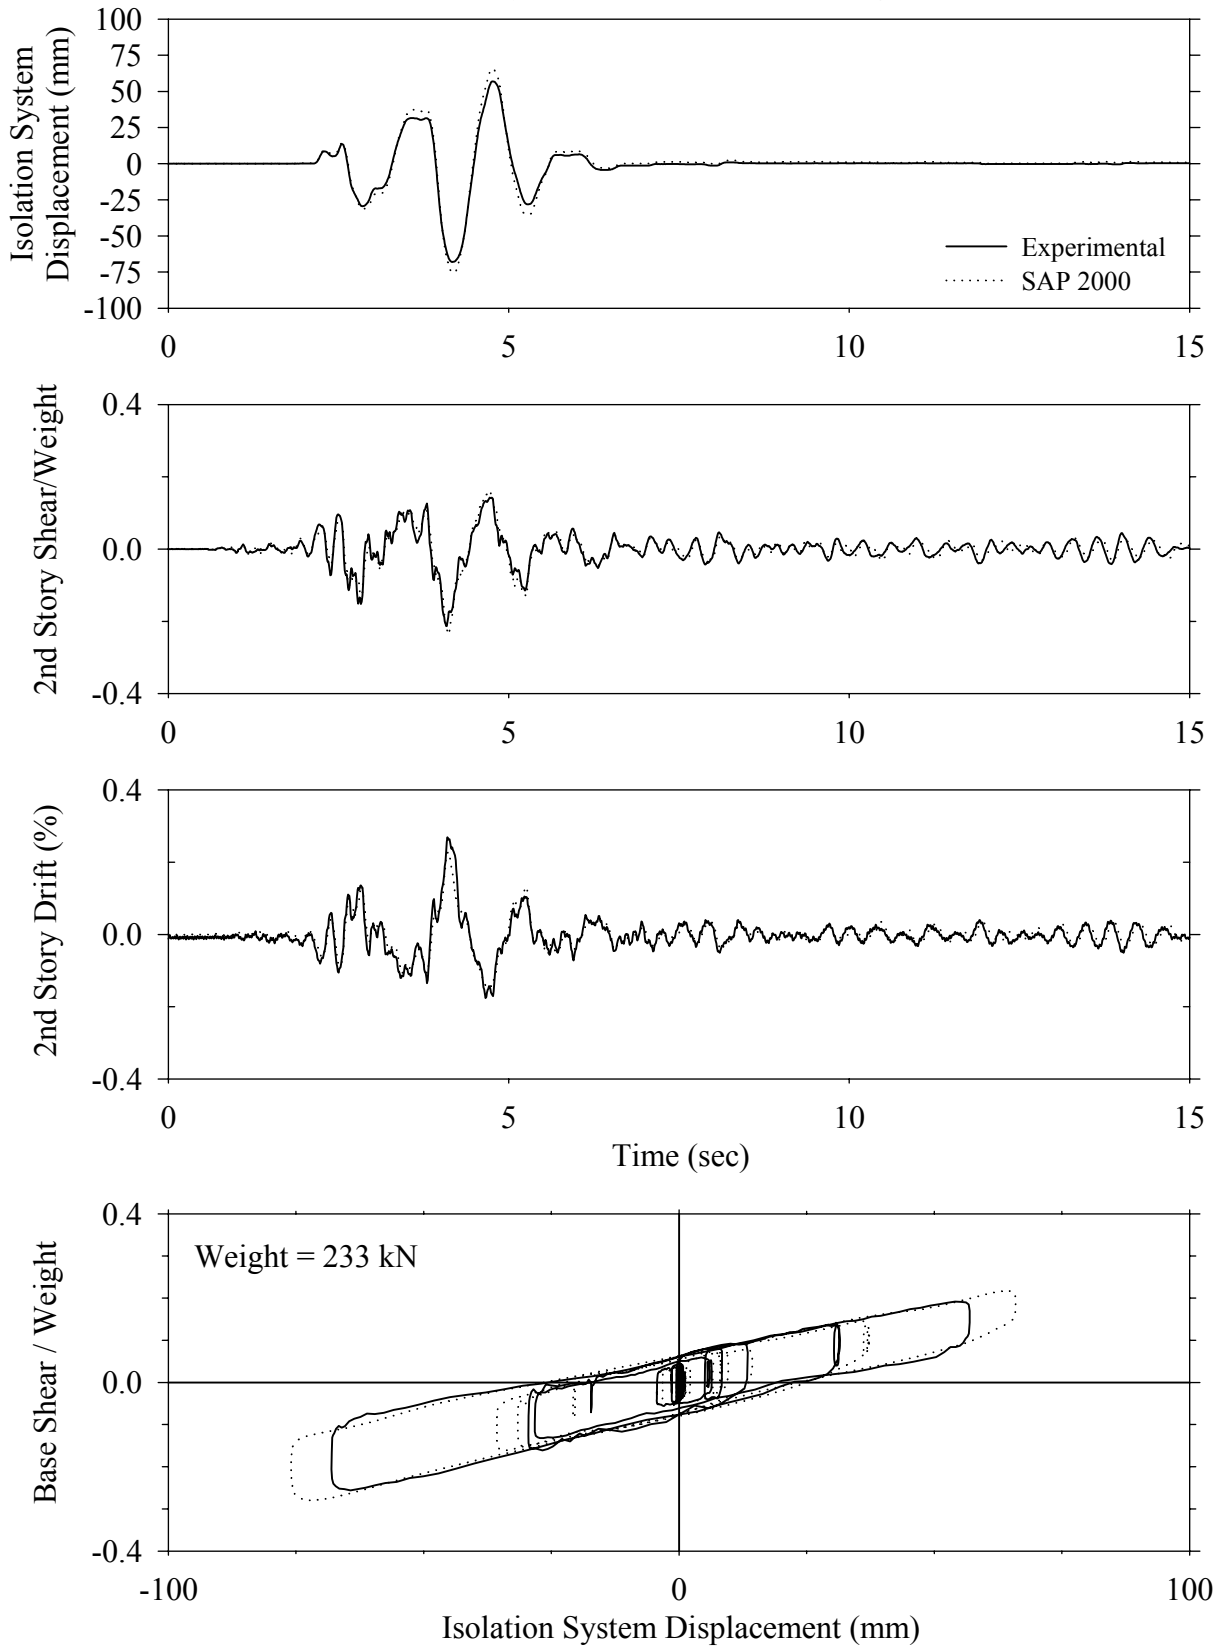 Isolation System
Displacement (mm)
100
75
50
25
0
-25
-50
-75
-100
Experimental
SAP 2000
0 5 10 15
2nd Story Shear/Weight
0.4
0.0
-0.4
0 5 10 15
2nd Story Drift (%)
0.4
0.0
-0.4
0 5 10 15
Time (sec)
Base Shear / Weight
0.4
0.0
-0.4
Weight = 233 kN
-100 0 100
Isolation System Displacement (mm)